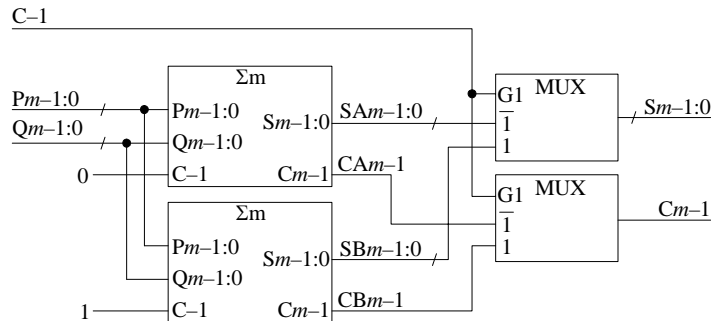 C–1
Σm
MUX
Pm–1:0
Pm–1:0
Sm–1:0
SAm–1:0
G1
1
1
Sm–1:0
Qm–1:0
Qm–1:0
0
C–1
Cm–1
CAm–1
Σm
MUX
G1
1
1
Cm–1
Pm–1:0
Sm–1:0
SBm–1:0
Qm–1:0
1
C–1
Cm–1
CBm–1